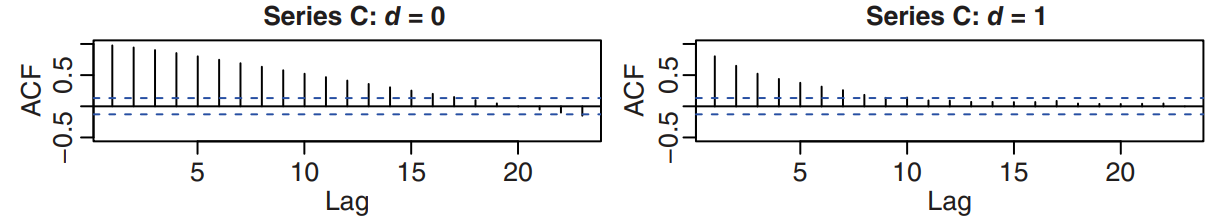 Series C: d = 0
ACF
−0.5 0.5
5 10 15 20
Lag
Series C: d = 1
ACF
−0.5 0.5
5 10 15 20
Lag